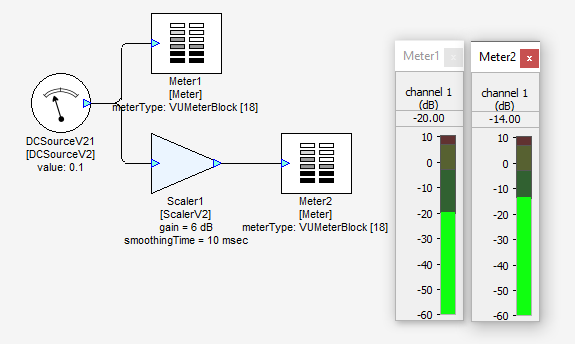 Meter1
[Meter]
meterType: VUMeterBlock [18]
DCSourceV21
[DCSourceV2]
value: 0.1
Scaler1
[ScalerV2]
gain = 6 dB
smoothingTime = 10 msec
Meter2
[Meter]
meterType: VUMeterBlock [18]
Meter1 x
channel 1
(dB)
-20.00
10
0
-10
-20
-30
-40
-50
-60
Meter2 x
channel 1
(dB)
-14.00
10
0
-10
-20
-30
-40
-50
-60